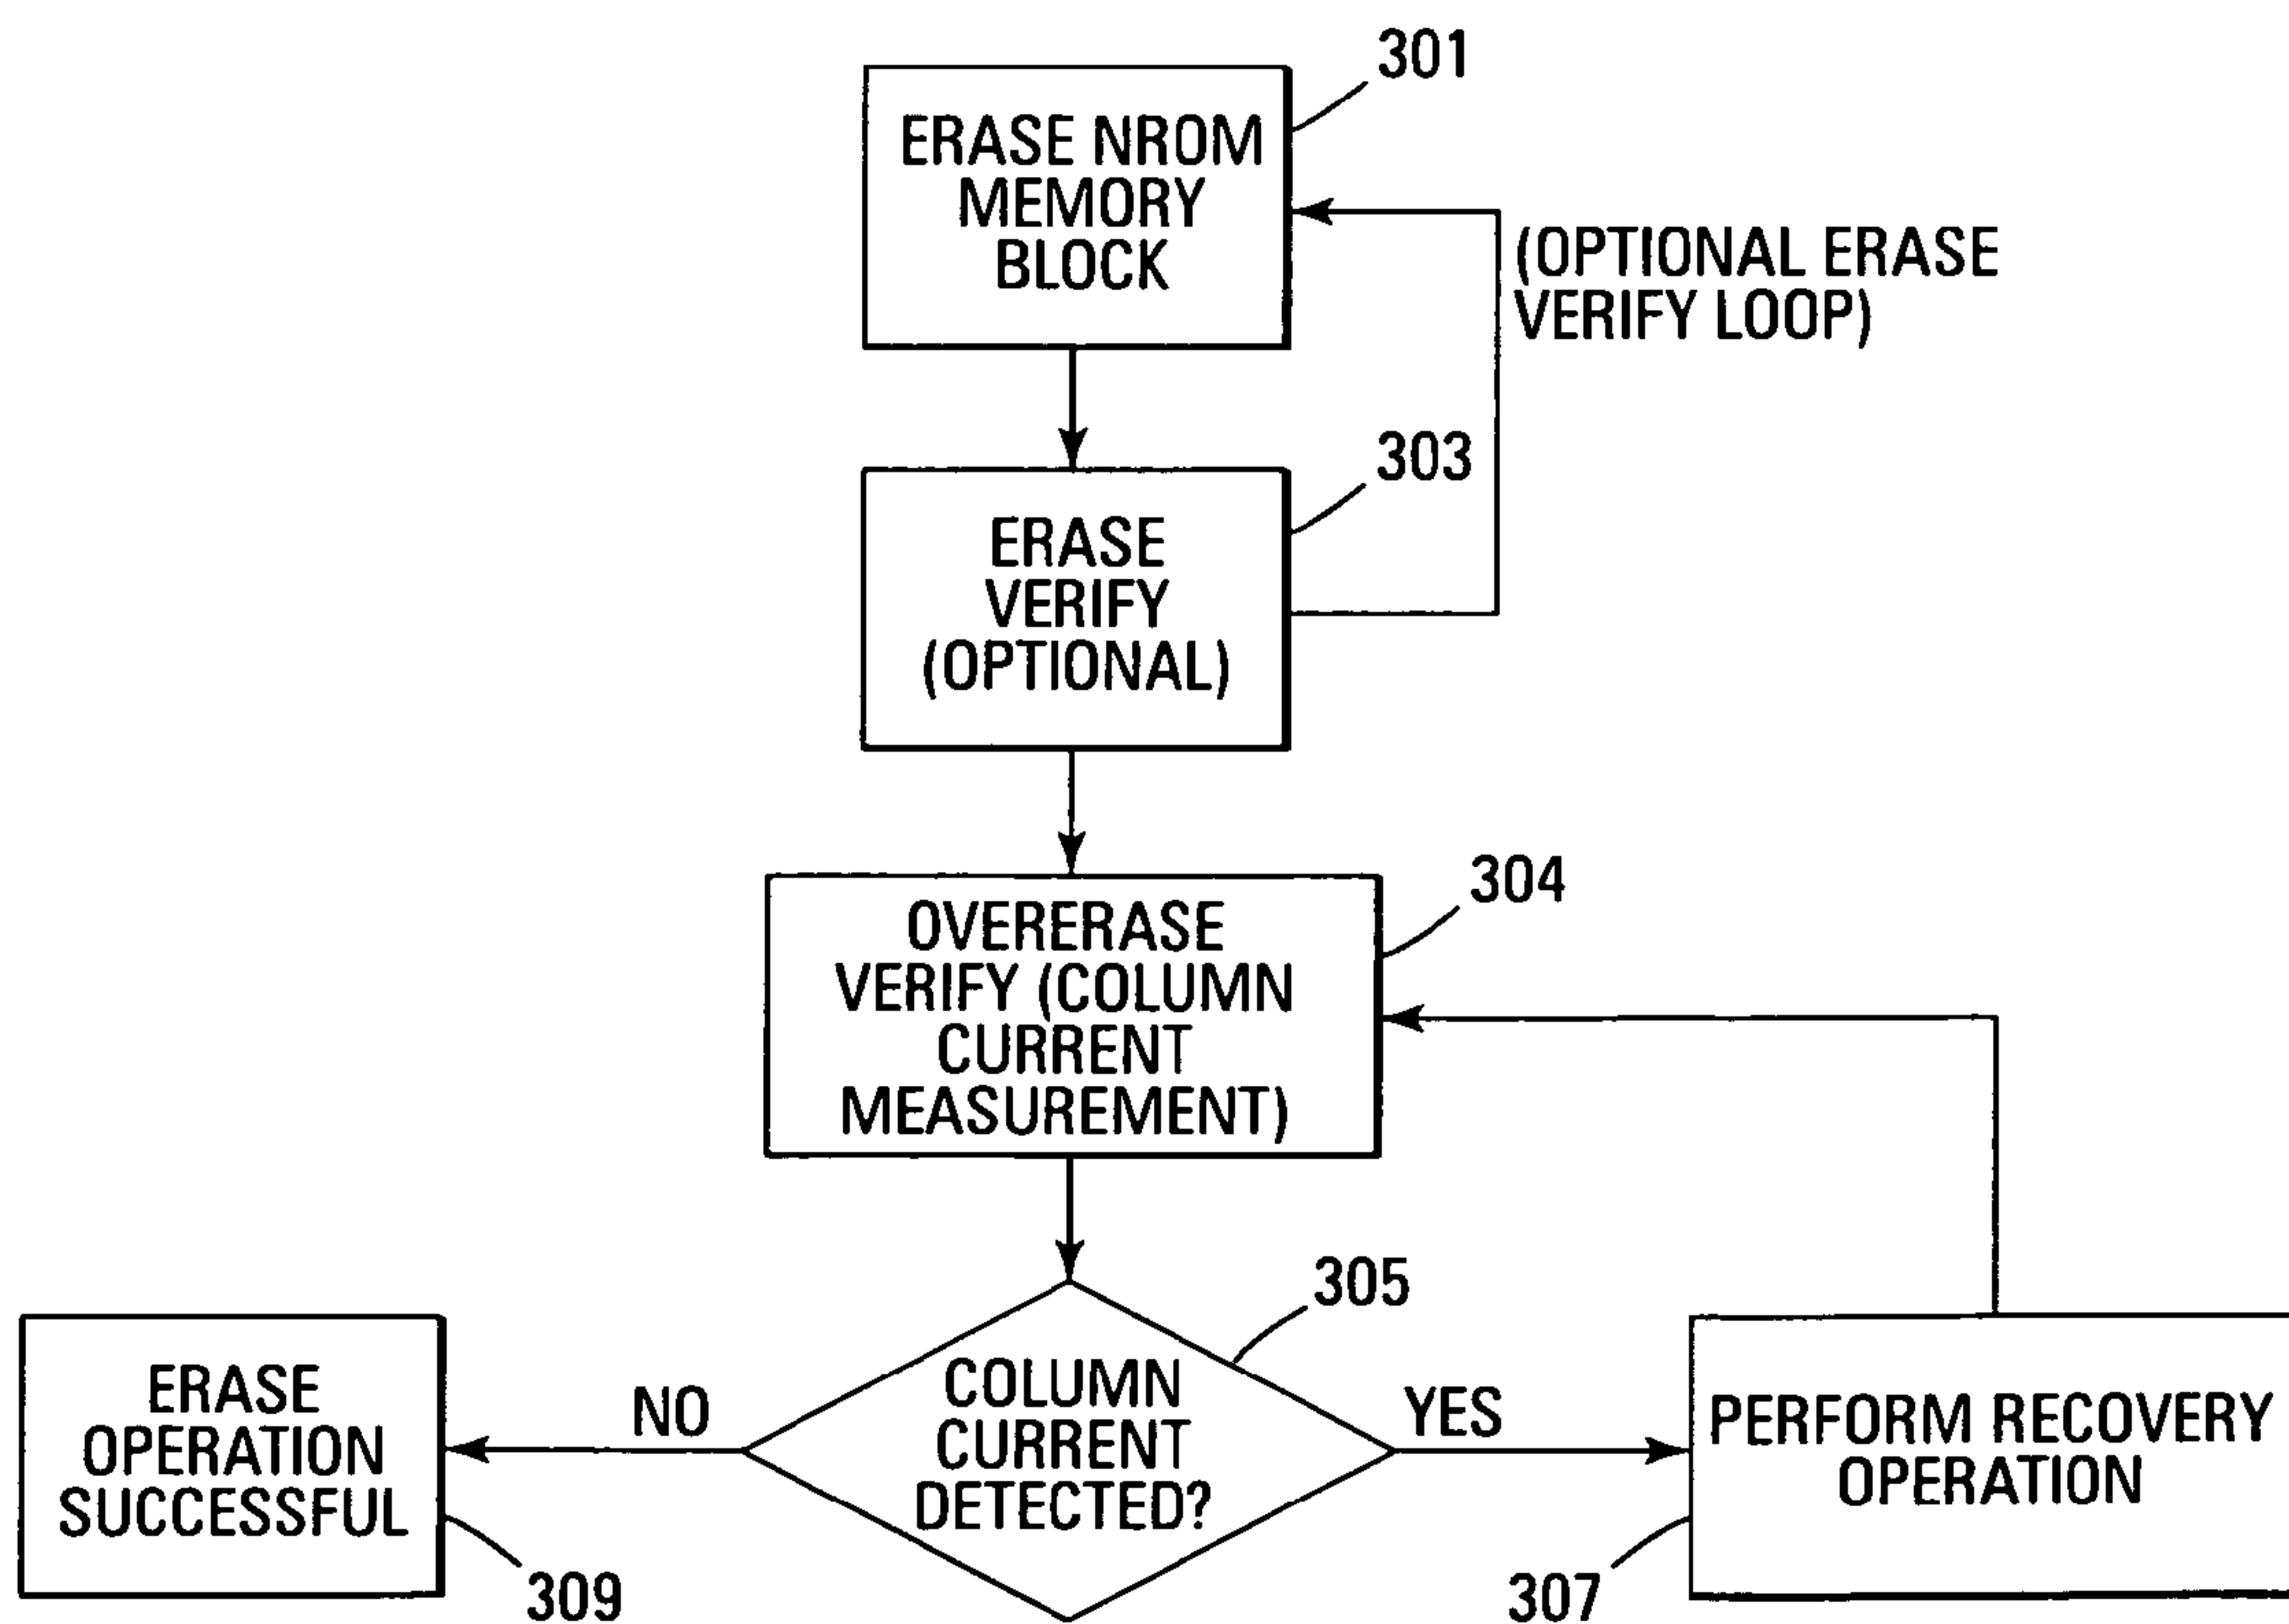 301
ERASE NROM
MEMORY
BLOCK
(OPTIONAL ERASE
VERIFY LOOP)
303
ERASE
VERIFY
(OPTIONAL)
304
OVERERASE
VERIFY (COLUMN
CURRENT
MEASUREMENT)
305
COLUMN
CURRENT
DETECTED?
NO
YES
ERASE
OPERATION
SUCCESSFUL
309
PERFORM RECOVERY
OPERATION
307